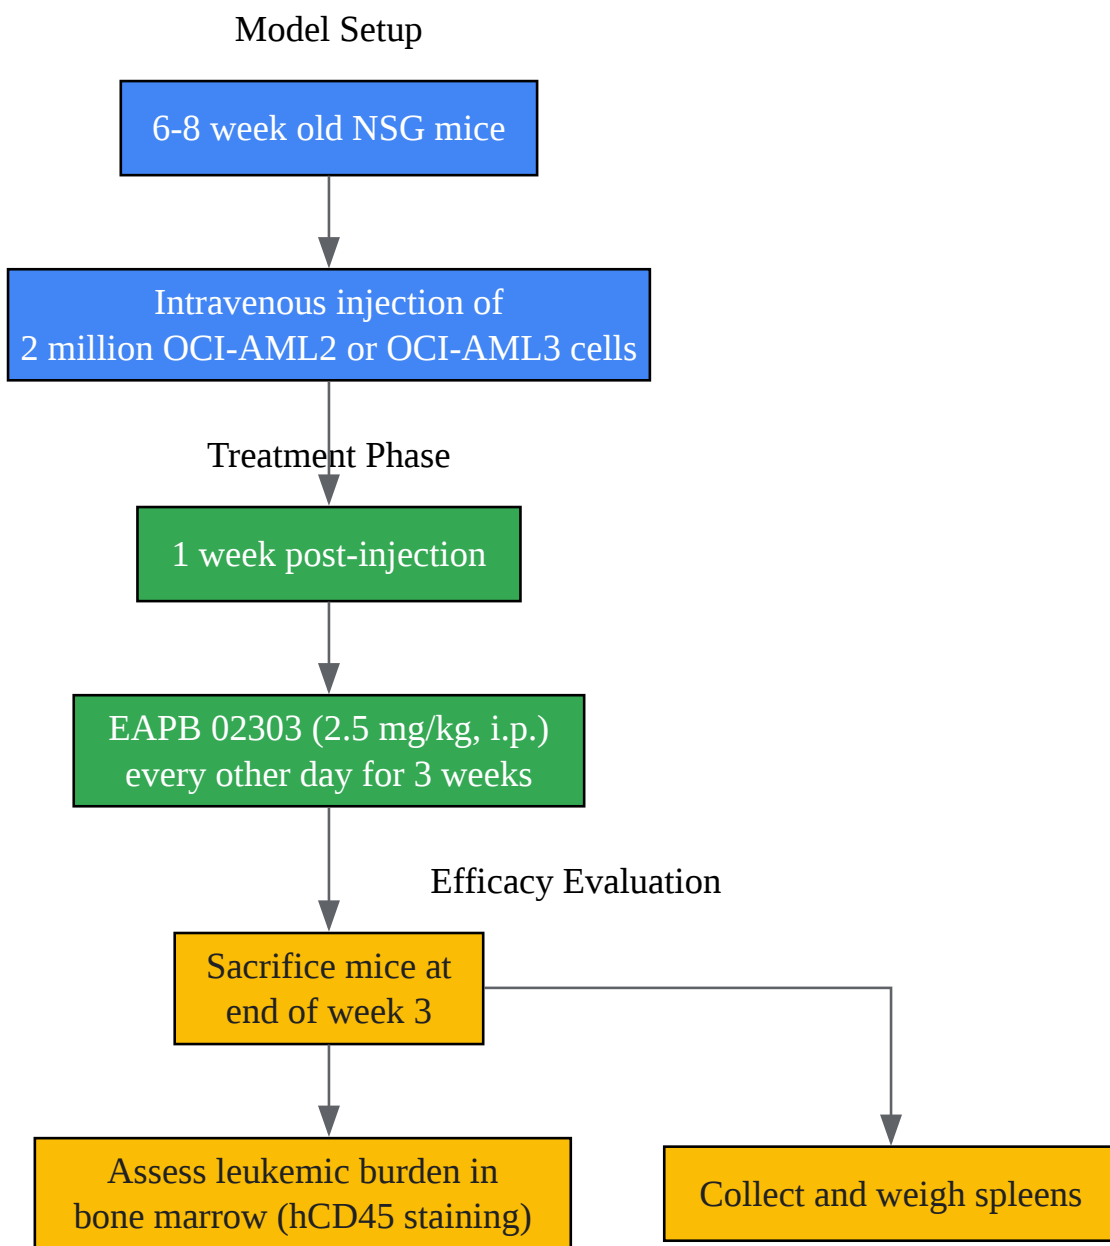 Model Setup
6-8 week old NSG mice
Intravenous injection of
2 million OCI-AML2 or OCI-AML3 cells
Treatment Phase
1 week post-injection
EAPB 02303 (2.5 mg/kg, i.p.)
every other day for 3 weeks
Efficacy Evaluation
Sacrifice mice at
end of week 3
Assess leukemic burden in
bone marrow (hCD45 staining)
Collect and weigh spleens